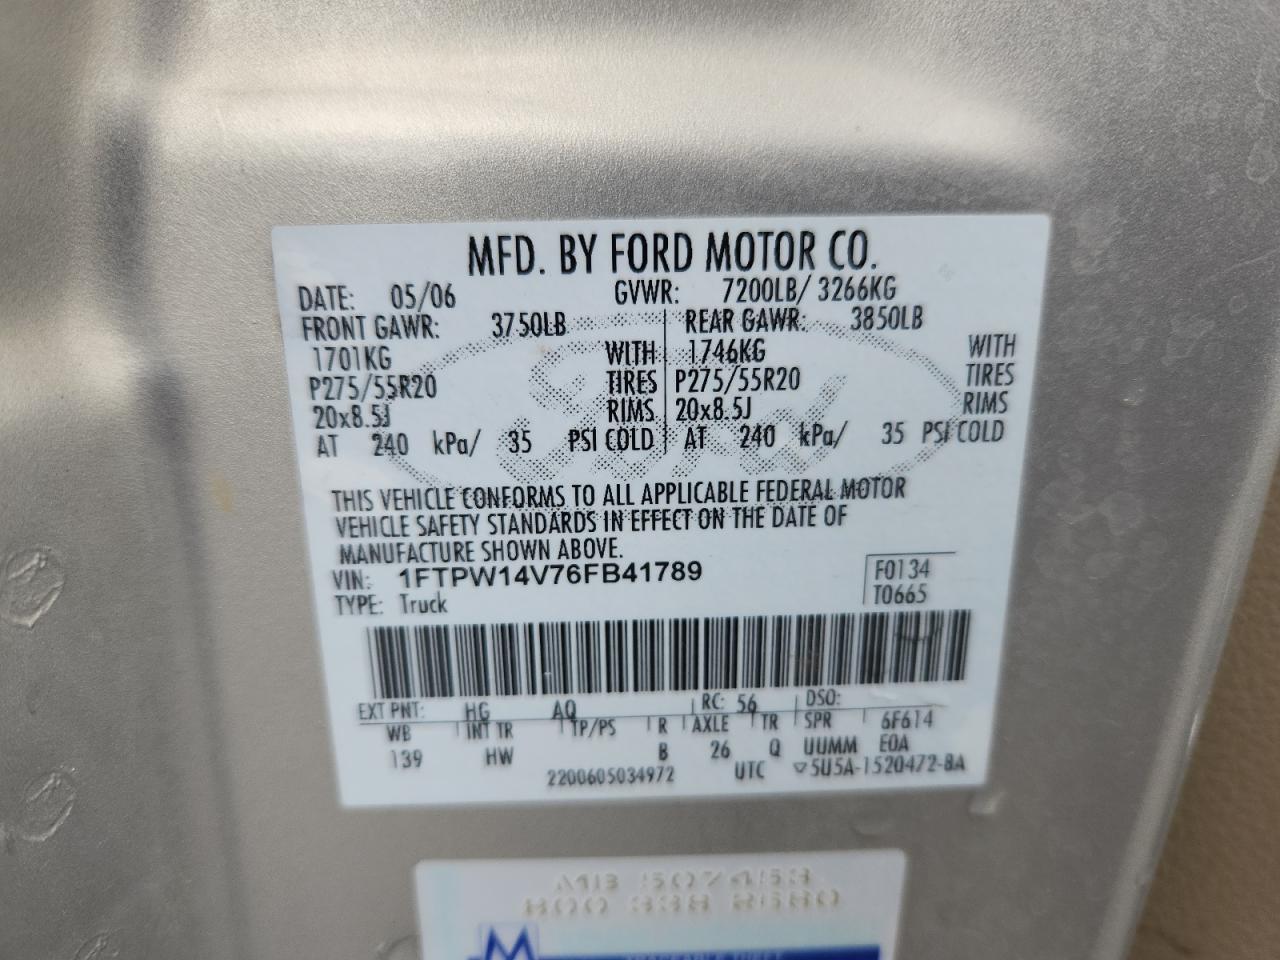 MFD. BY FORD MOTOR CO.
DATE: 05/06 GVWR: 7200LB/ 3266KG
FRONT GAWR: 3750LB REAR GAWR: 3850LB
1701KG WITH 1746KG WITH
P275/55R20 TIRES P275/55R20 TIRES
20x8.5J RIMS 20x8.5J RIMS
AT 240 kPa/ 35 PSI COLD AT 240 kPa/ 35 PSI COLD
THIS VEHICLE CONFORMS TO ALL APPLICABLE FEDERAL MOTOR
VEHICLE SAFETY STANDARDS IN EFFECT ON THE DATE OF
MANUFACTURE SHOWN ABOVE.
VIN: 1FTPW14V76FB41789 F0134
TYPE: Truck T0665
EXT PNT: HG AQ RC: 56 DSO:
WB INT TR TP/PS R AXLE TR SPR 6F614
139 HW B 26 Q UUMM E0A
2200605034972 UTC ▽5U5A-1520472-BA
MB 507453
800 338 2680
M